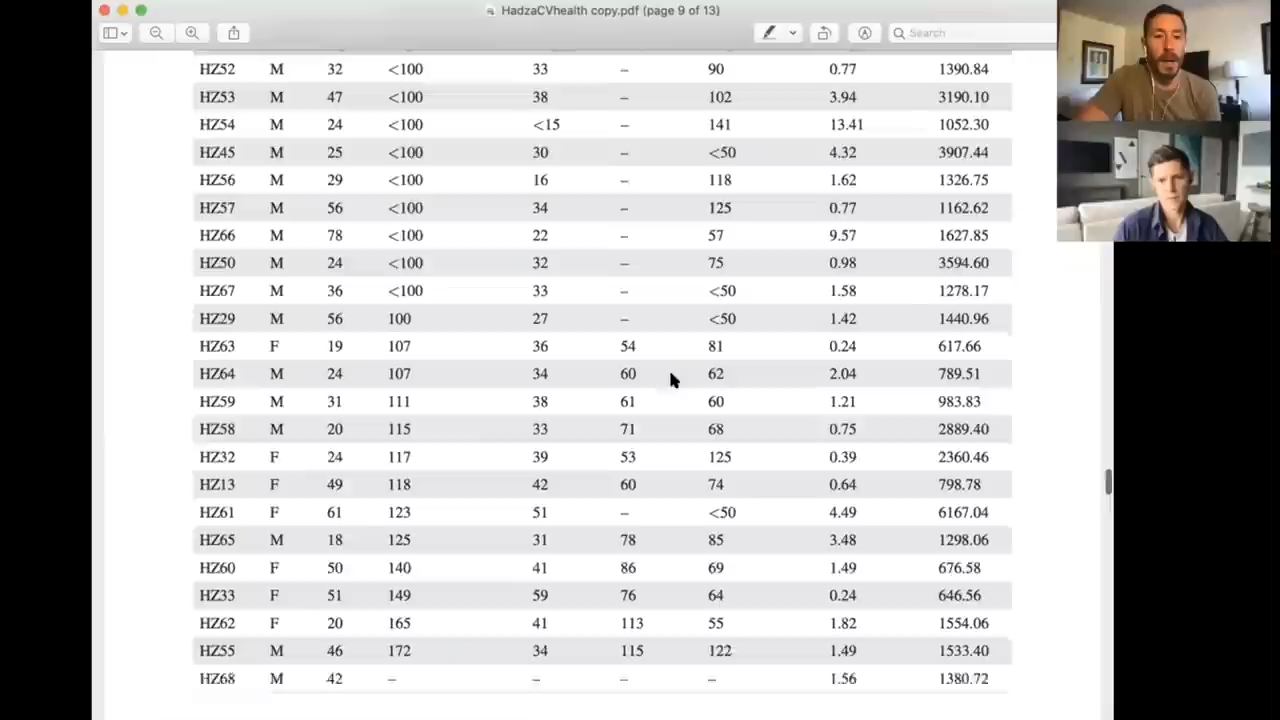 HadzaCVhealth copy.pdf (page 9 of 13)
Search
HZ52 M 32 <100 33 – 90 0.77 1390.84
HZ53 M 47 <100 38 – 102 3.94 3190.10
HZ54 M 24 <100 <15 – 141 13.41 1052.30
HZ45 M 25 <100 30 – <50 4.32 3907.44
HZ56 M 29 <100 16 – 118 1.62 1326.75
HZ57 M 56 <100 34 – 125 0.77 1162.62
HZ66 M 78 <100 22 – 57 9.57 1627.85
HZ50 M 24 <100 32 – 75 0.98 3594.60
HZ67 M 36 <100 33 – <50 1.58 1278.17
HZ29 M 56 100 27 – <50 1.42 1440.96
HZ63 F 19 107 36 54 81 0.24 617.66
HZ64 M 24 107 34 60 62 2.04 789.51
HZ59 M 31 111 38 61 60 1.21 983.83
HZ58 M 20 115 33 71 68 0.75 2889.40
HZ32 F 24 117 39 53 125 0.39 2360.46
HZ13 F 49 118 42 60 74 0.64 798.78
HZ61 F 61 123 51 – <50 4.49 6167.04
HZ65 M 18 125 31 78 85 3.48 1298.06
HZ60 F 50 140 41 86 69 1.49 676.58
HZ33 F 51 149 59 76 64 0.24 646.56
HZ62 F 20 165 41 113 55 1.82 1554.06
HZ55 M 46 172 34 115 122 1.49 1533.40
HZ68 M 42 – – – – 1.56 1380.72